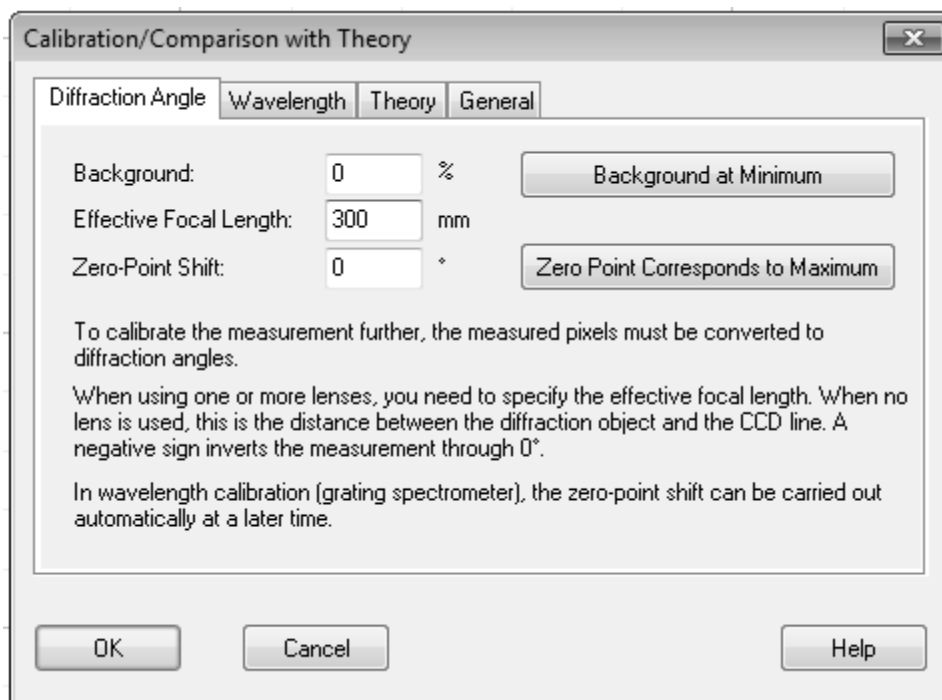 Calibration/Comparison with Theory
Diffraction Angle Wavelength Theory General
Background: 0 % Background at Minimum
Effective Focal Length: 300 mm
Zero-Point Shift: 0 ° Zero Point Corresponds to Maximum
To calibrate the measurement further, the measured pixels must be converted to
diffraction angles.
When using one or more lenses, you need to specify the effective focal length. When no
lens is used, this is the distance between the diffraction object and the CCD line. A
negative sign inverts the measurement through 0°.
In wavelength calibration (grating spectrometer), the zero-point shift can be carried out
automatically at a later time.
OK Cancel Help